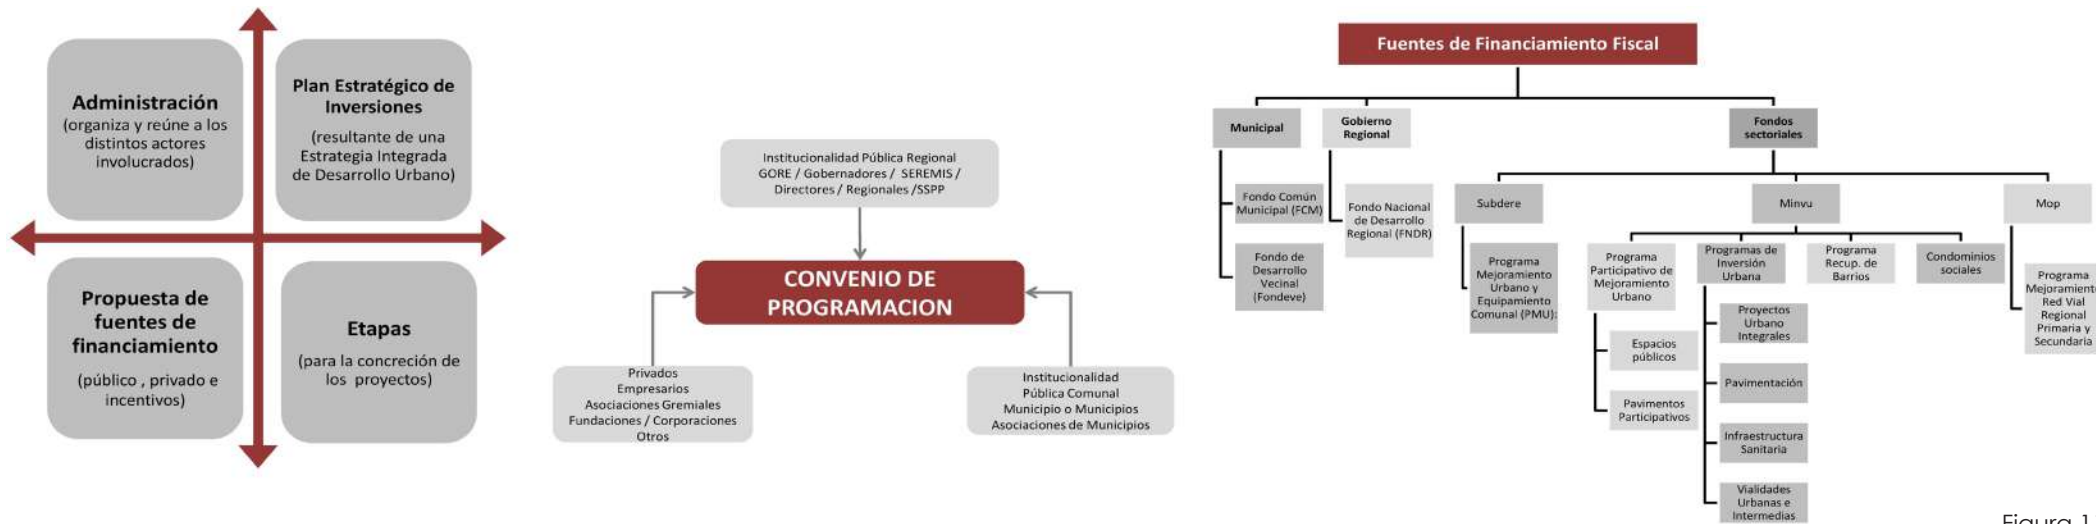 Administración
(organiza y reúne a los
distintos actores
involucrados)
Plan Estratégico de
Inversiones
(resultante de una
Estrategia Integrada
de Desarrollo Urbano)
Propuesta de
fuentes de
financiamiento
(público , privado e
incentivos)
Etapas
(para la concreción de
los proyectos)
Institucionalidad Pública Regional
GORE / Gobernadores / SEREMIS /
Directores / Regionales /SSPP
CONVENIO DE
PROGRAMACION
Privados
Empresarios
Asociaciones Gremiales
Fundaciones / Corporaciones
Otros
Institucionalidad
Pública Comunal
Municipio o Municipios
Asociaciones de Municipios
Fuentes de Financiamiento Fiscal
Municipal
Gobierno
Regional
Fondos
sectoriales
Fondo Común
Municipal (FCM)
Fondo de
Desarrollo
Vecinal
(Fondeve)
Fondo Nacional
de Desarrollo
Regional (FNDR)
Subdere
Minvu
Mop
Programa
Mejoramiento
Urbano y
Equipamiento
Comunal (PMU):
Programa
Participativo de
Mejoramiento
Urbano
Programas de
Inversión
Urbana
Programa
Recup. de
Barrios
Condominios
sociales
Programa
Mejoramiento
Red Vial
Regional
Primaria y
Secundaria
Espacios
públicos
Pavimentos
Participativos
Proyectos
Urbano
Integrales
Pavimentación
Infraestructura
Sanitaria
Vialidades
Urbanas e
Intermedias
Figura 1